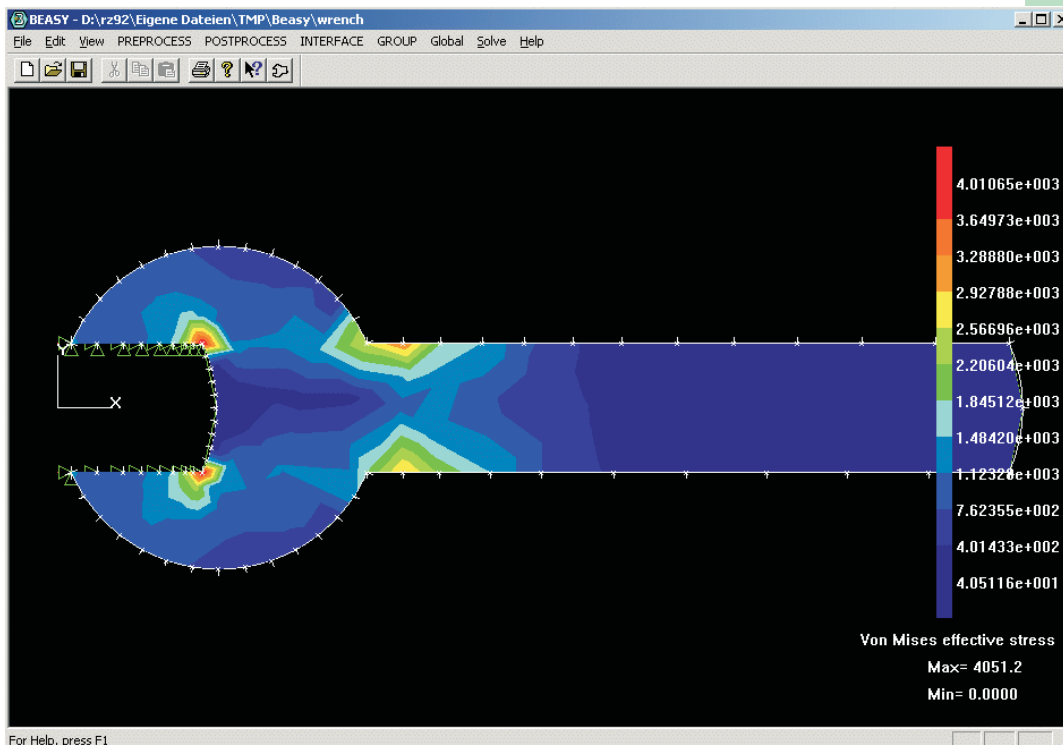 BEASY - D:\rz92\Eigene Dateien\TMP\Beasy\wrench
File Edit View PREPROCESS POSTPROCESS INTERFACE GROUP Global Solve Help
4.01065e+003
3.64973e+003
3.28880e+003
2.92788e+003
2.56696e+003
2.20604e+003
1.84512e+003
1.48420e+003
1.12328e+003
7.62355e+002
4.01433e+002
4.05116e+001
Y
X
Von Mises effective stress
Max= 4051.2
Min= 0.0000
For Help, press F1